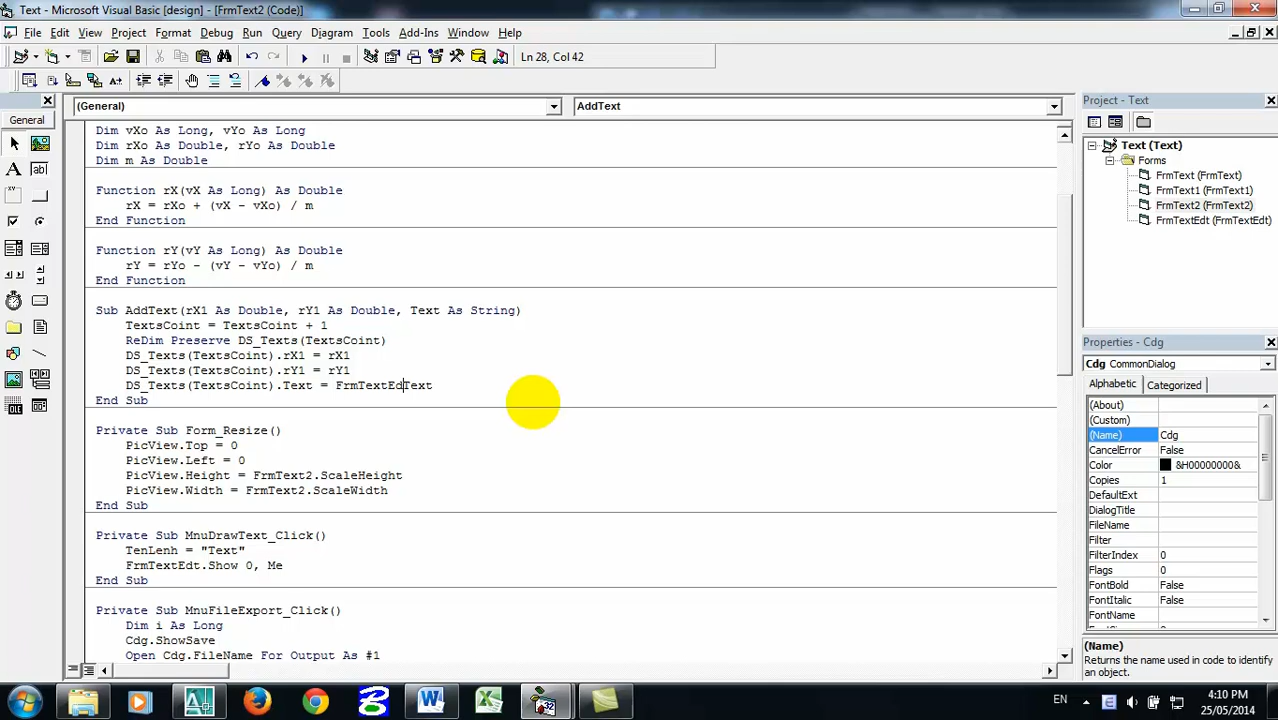 Text - Microsoft Visual Basic [design] - [FrmText2 (Code)]
File Edit View Project Format Debug Run Query Diagram Tools Add-Ins Window Help
Ln 28, Col 42
General
(General) AddText
Dim vXo As Long, vYo As Long
Dim rXo As Double, rYo As Double
Dim m As Double
Function rX(vX As Long) As Double
rX = rXo + (vX - vXo) / m
End Function
Function rY(vY As Long) As Double
rY = rYo - (vY - vYo) / m
End Function
Sub AddText(rX1 As Double, rY1 As Double, Text As String)
TextsCoint = TextsCoint + 1
ReDim Preserve DS_Texts(TextsCoint)
DS_Texts(TextsCoint).rX1 = rX1
DS_Texts(TextsCoint).rY1 = rY1
DS_Texts(TextsCoint).Text = FrmTextEdText
End Sub
Private Sub Form_Resize()
PicView.Top = 0
PicView.Left = 0
PicView.Height = FrmText2.ScaleHeight
PicView.Width = FrmText2.ScaleWidth
End Sub
Private Sub MnuDrawText_Click()
TenLenh = "Text"
FrmTextEdt.Show 0, Me
End Sub
Private Sub MnuFileExport_Click()
Dim i As Long
Cdg.ShowSave
Open Cdg.FileName For Output As #1
Project - Text
Text (Text)
Forms
FrmText (FrmText)
FrmText1 (FrmText1)
FrmText2 (FrmText2)
FrmTextEdt (FrmTextEdt)
Properties - Cdg
Cdg CommonDialog
Alphabetic Categorized
(About)
(Custom)
(Name) Cdg
CancelError False
Color &H00000000&
Copies 1
DefaultExt
DialogTitle
FileName
Filter
FilterIndex 0
Flags 0
FontBold False
FontItalic False
FontName
(Name)
Returns the name used in code to identify
an object.
EN
4:10 PM
25/05/2014